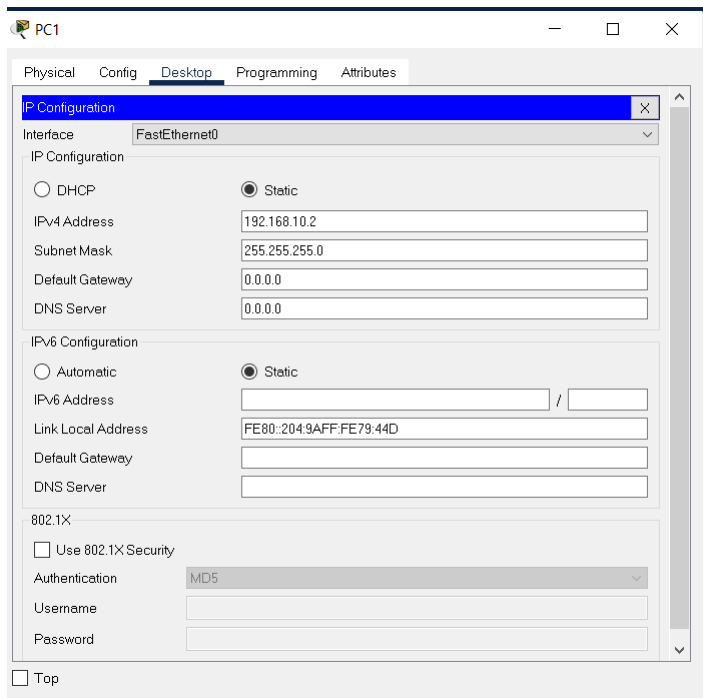 PC1
Physical Config Desktop Programming Attributes
IP Configuration X
Interface FastEthernet0
IP Configuration
DHCP Static
IPv4 Address 192.168.10.2
Subnet Mask 255.255.255.0
Default Gateway 0.0.0.0
DNS Server 0.0.0.0
IPv6 Configuration
Automatic Static
IPv6 Address /
Link Local Address FE80::204:9AFF:FE79:44D
Default Gateway
DNS Server
802.1X
Use 802.1X Security
Authentication MD5
Username
Password
Top